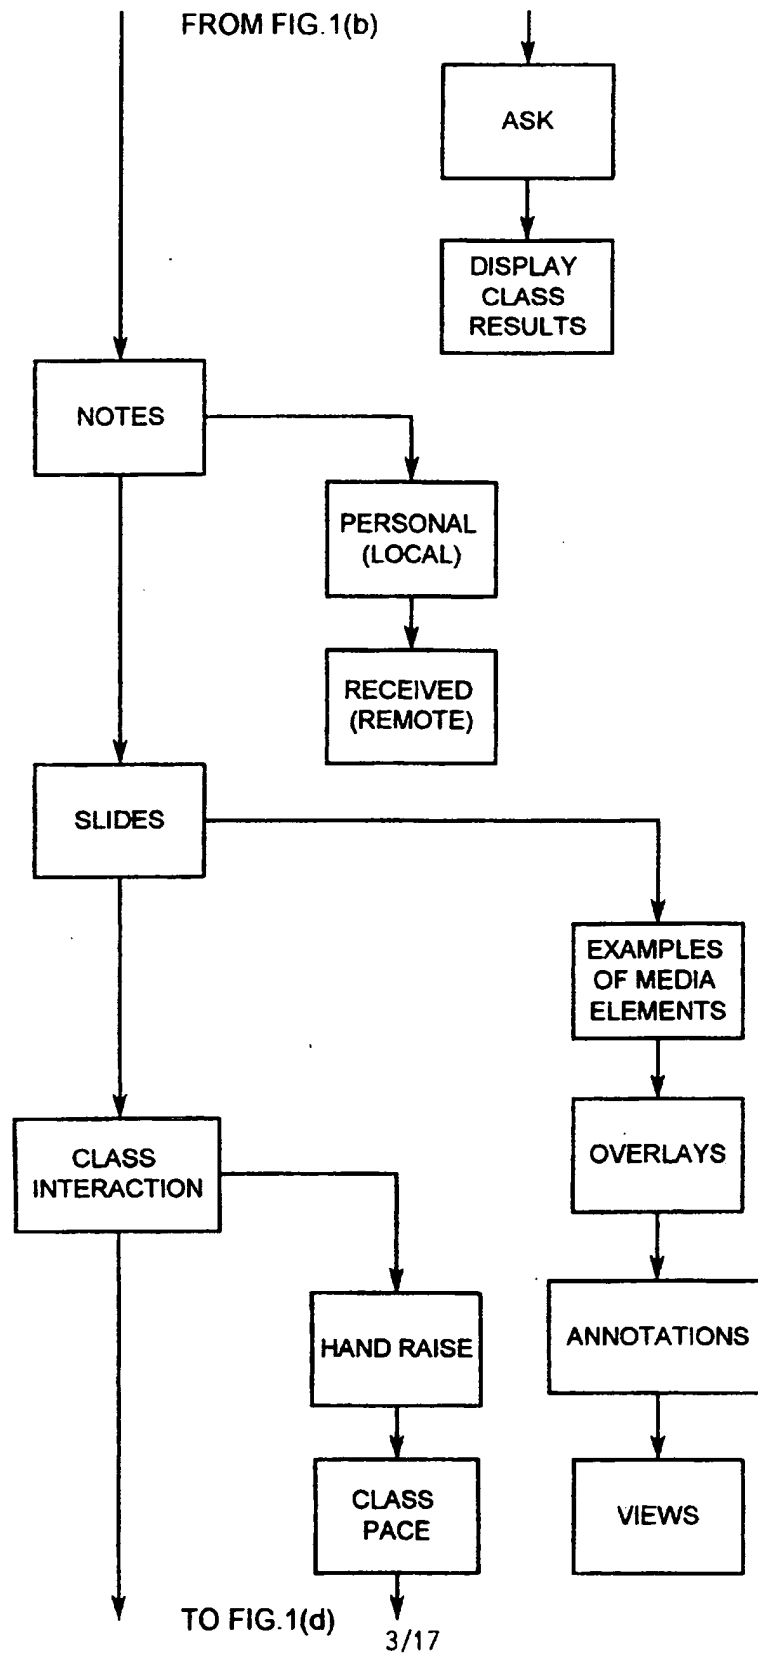 FROM FIG.1(b)
ASK
DISPLAY
CLASS
RESULTS
NOTES
PERSONAL
(LOCAL)
RECEIVED
(REMOTE)
SLIDES
EXAMPLES
OF MEDIA
ELEMENTS
CLASS
INTERACTION
OVERLAYS
HAND RAISE
ANNOTATIONS
CLASS
PACE
VIEWS
TO FIG.1(d)
3/17